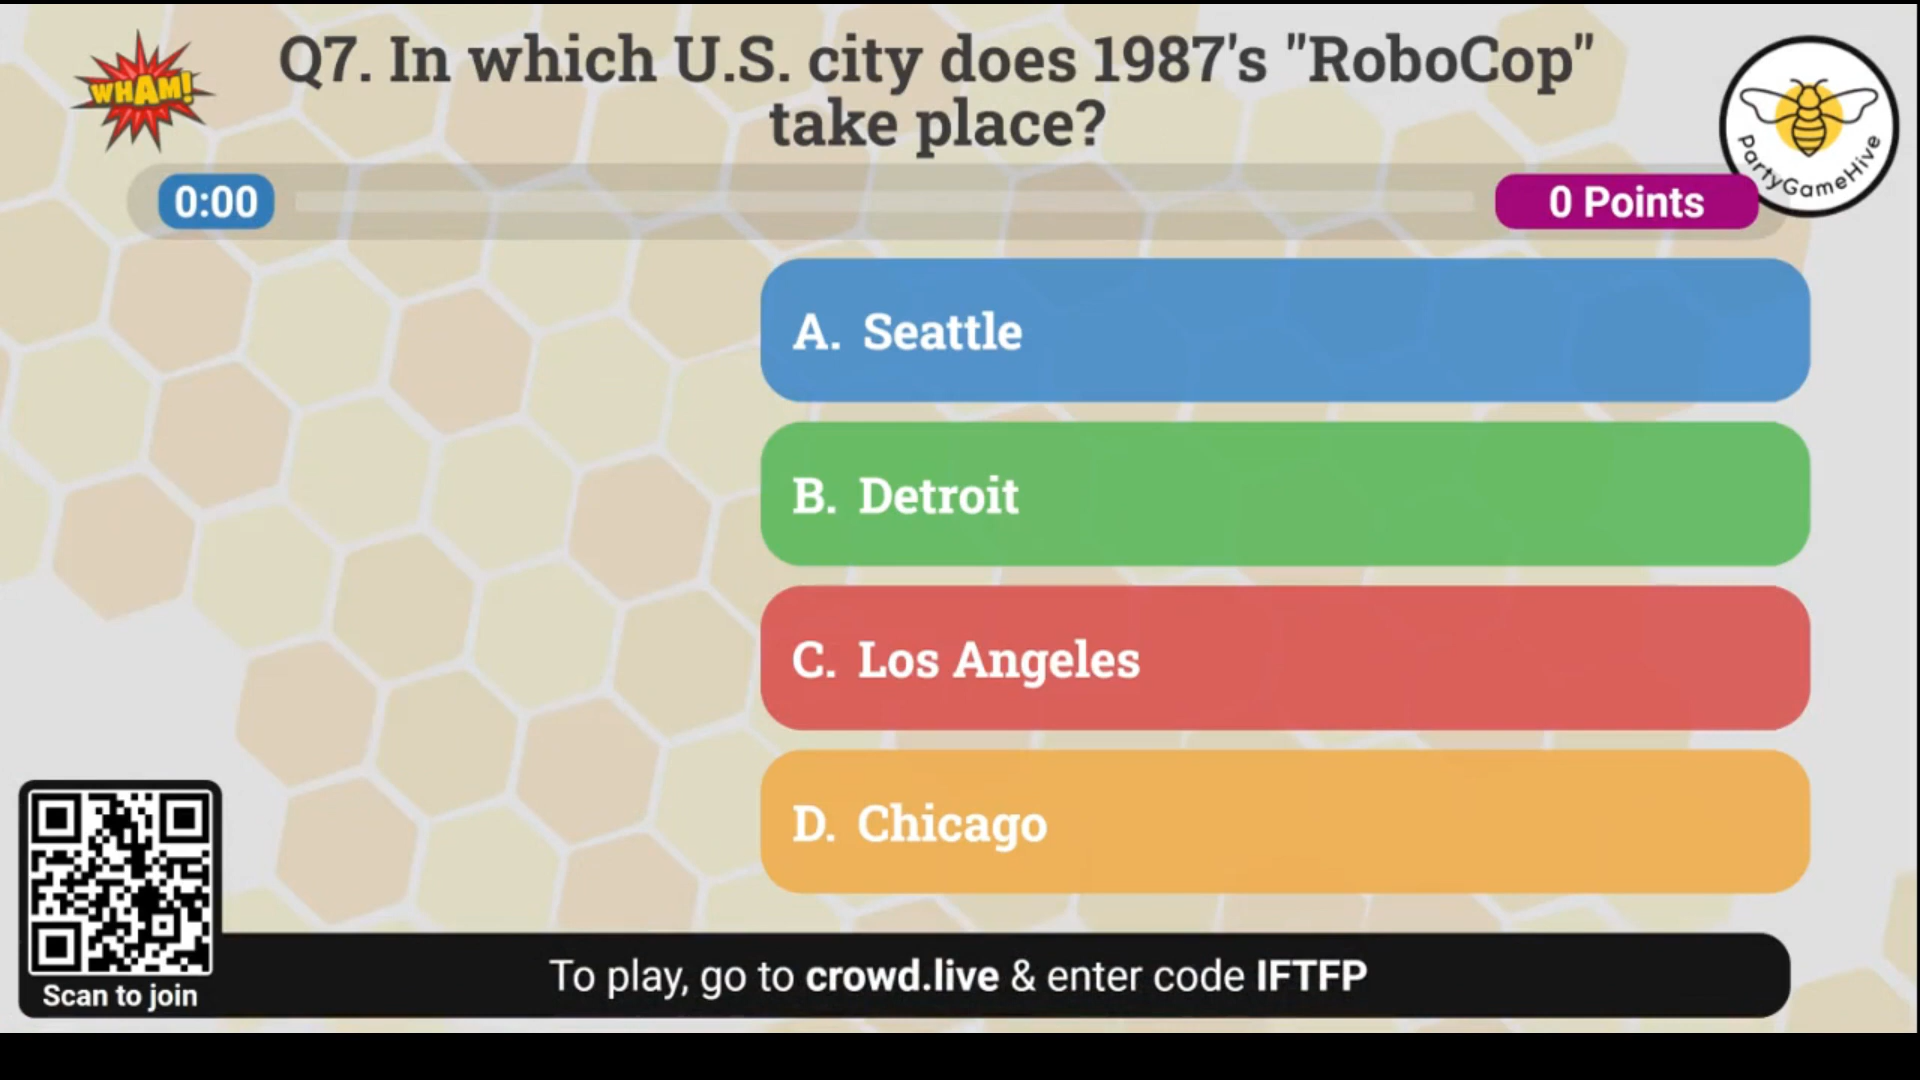 WHAM!
Q7. In which U.S. city does 1987's "RoboCop"
take place?
PartyGameHive
0:00
0 Points
A. Seattle
B. Detroit
C. Los Angeles
D. Chicago
Scan to join
To play, go to crowd.live & enter code IFTFP